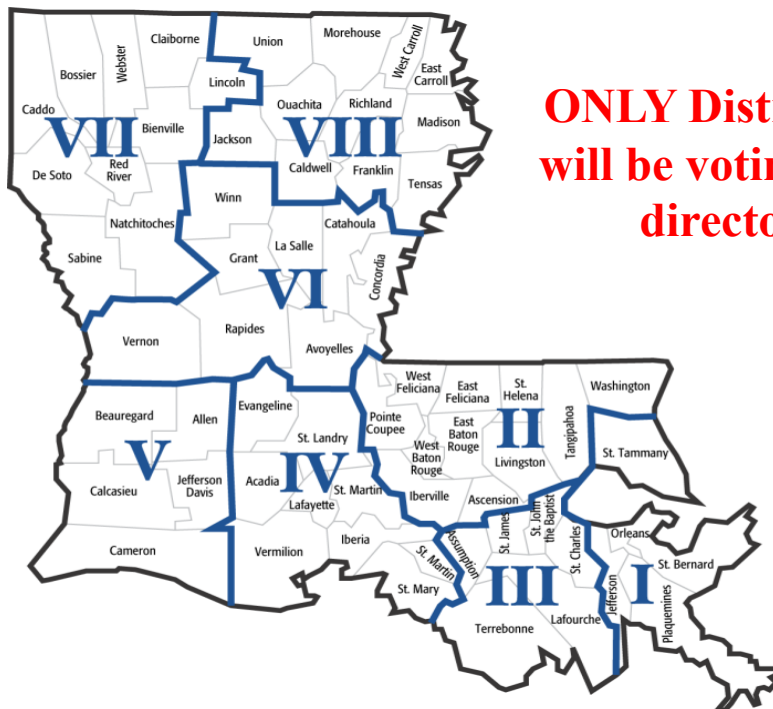 Claiborne
Union
Morehouse
West Carroll
Webster
Bossier
Lincoln
East
Carroll
Caddo
VII
Bienville
Ouachita
Richland
VIII
Madison
Jackson
De Soto
Red
River
Caldwell
Franklin
Tensas
Winn
Natchitoches
Catahoula
Sabine
La Salle
Grant
VI
Concordia
Vernon
Rapides
Avoyelles
ONLY
will be
West
Feliciana
East
Feliciana
St.
Helena
Washington
Beauregard
Allen
Evangeline
Pointe
Coupee
East
Baton
Rouge
II
Tangipahoa
V
St. Landry
West
Baton
Rouge
Livingston
St. Tammany
Calcasieu
Jefferson
Davis
Acadia
IV
Lafayette
St. Martin
Iberville
Ascension
Cameron
Vermilion
Iberia
St. Martin
Assumption
St. James
St. John
the Baptist
St. Charles
Orleans
St. Bernard
St. Mary
III
Jefferson
I
Plaquemines
Terrebonne
Lafourche